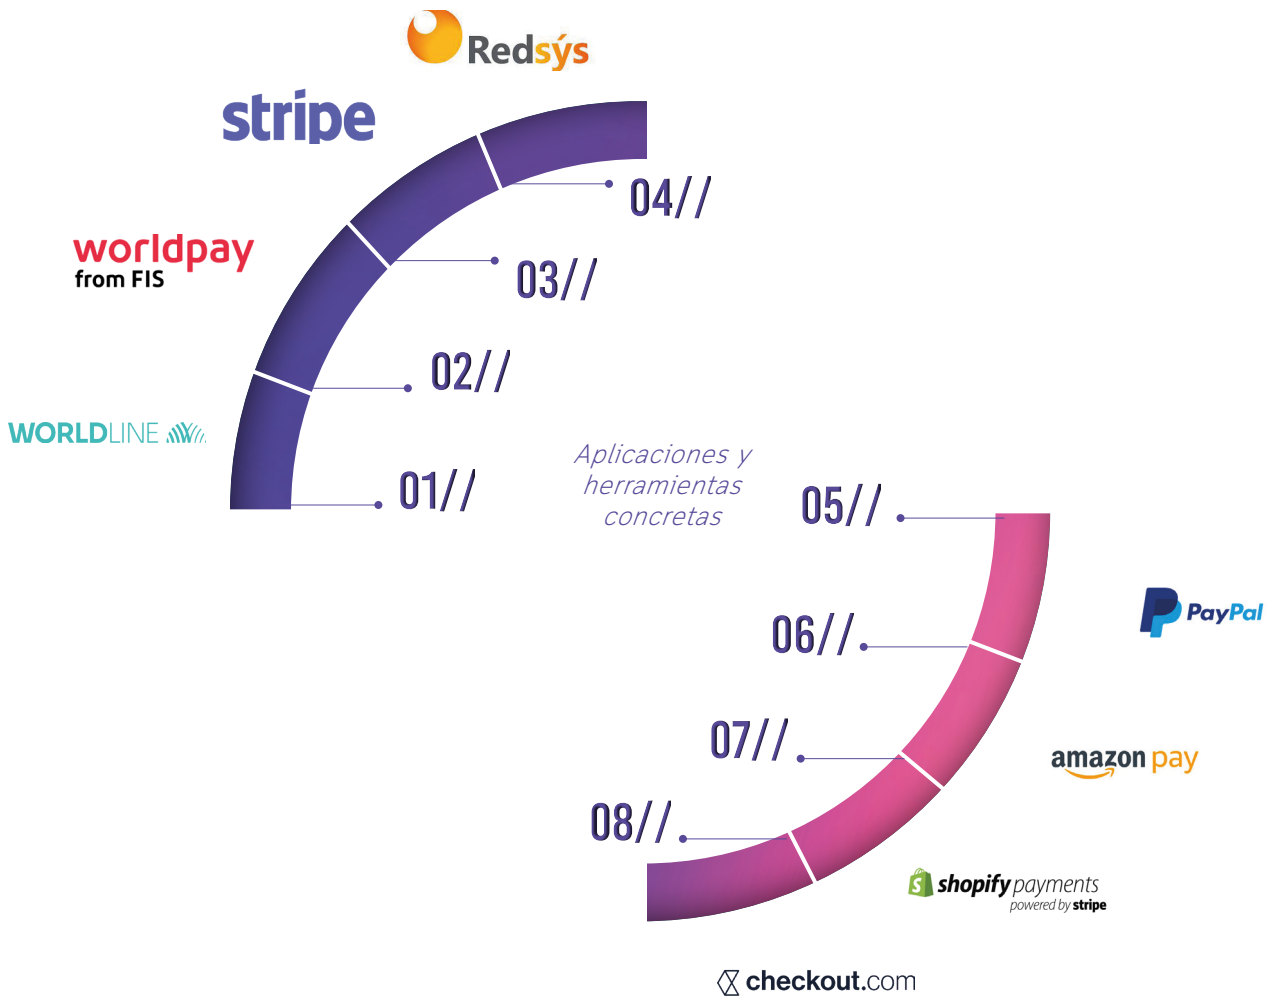 Redsýs
stripe
04//
worldpay
from FIS
03//
02//
WORLDLINE
01//
Aplicaciones y
herramientas
concretas
05//
PayPal
06//
07//
amazon pay
08//
shopify payments
powered by stripe
checkout.com